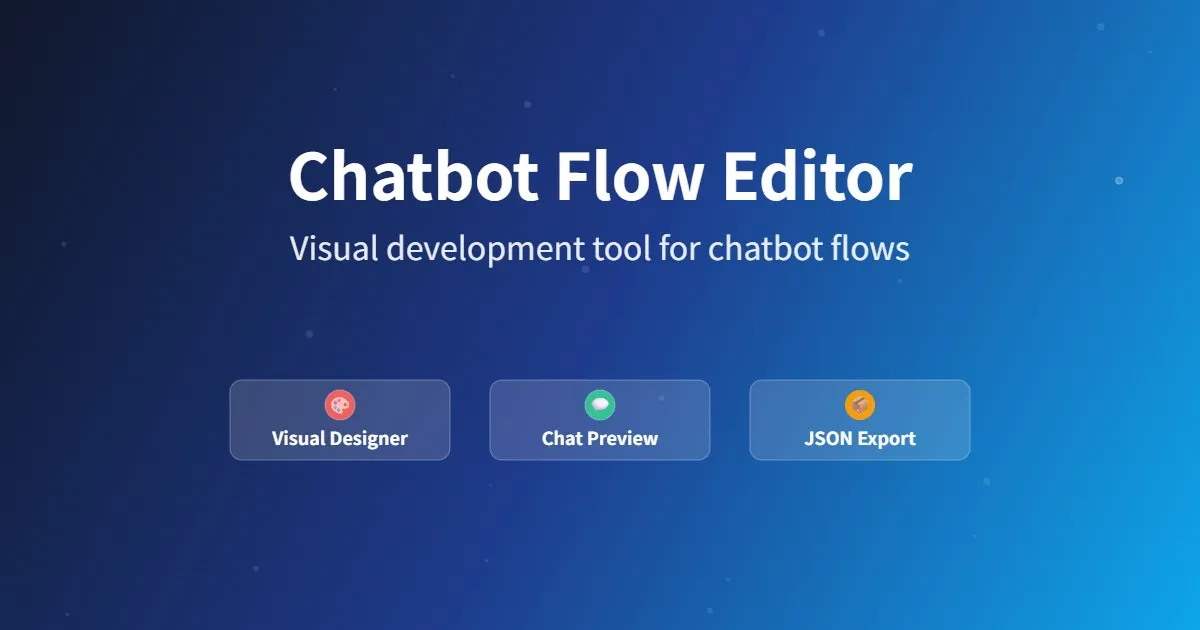 Chatbot Flow Editor
Visual development tool for chatbot flows
Visual Designer
Chat Preview
JSON Export